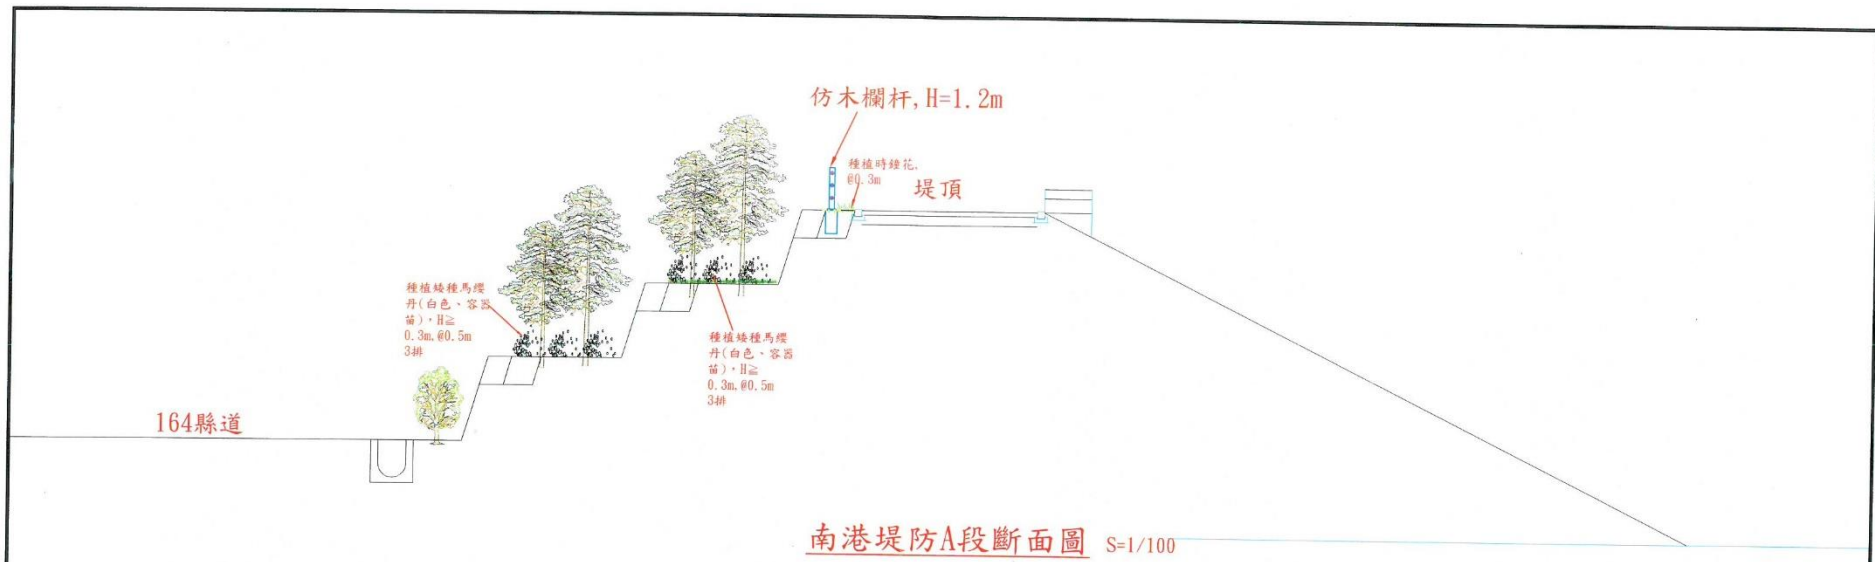 仿木欄杆,H=1.2m
種植時鐘花,
@0.3m
堤頂
種植矮種馬纓
丹(白色、容器
苗),H≧
0.3m,@0.5m
3排
種植矮種馬纓
丹(白色、容器
苗),H≧
0.3m,@0.5m
3排
164縣道
南港堤防A段斷面圖 S=1/100